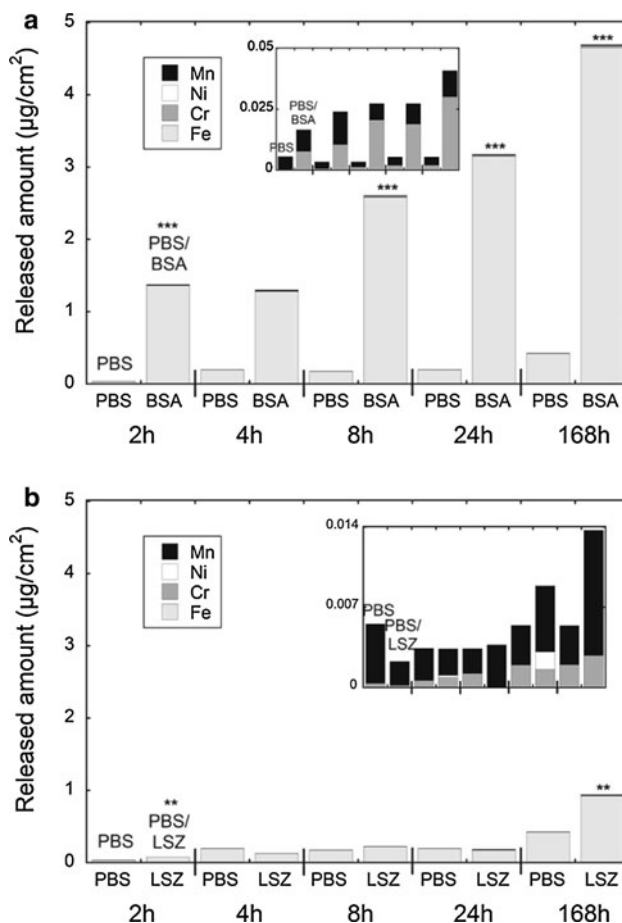 a
5
4
3
2
1
0
Released amount (µg/cm²)
Mn
Ni
Cr
Fe
0.05
0.025
0
PBS
PBS/
BSA
***
***
***
***
PBS/
BSA
PBS
PBS BSA PBS BSA PBS BSA PBS BSA PBS BSA
2h 4h 8h 24h 168h
b
5
4
3
2
1
0
Released amount (µg/cm²)
Mn
Ni
Cr
Fe
0.014
0.007
0
PBS
PBS/
LSZ
**
PBS/
LSZ
PBS
**
PBS LSZ PBS LSZ PBS LSZ PBS LSZ PBS LSZ
2h 4h 8h 24h 168h